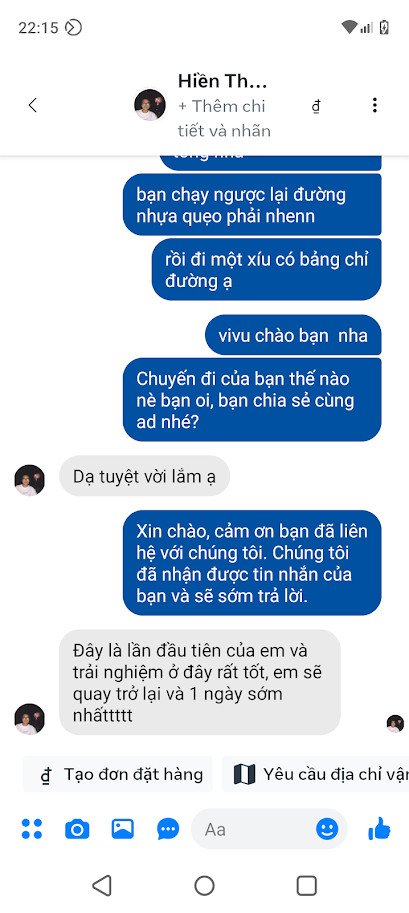 22:15
Hiền Th...
+ Thêm chi
tiết và nhãn
₫
bạn chạy ngược lại đường
nhựa quẹo phải nhenn
rồi đi một xíu có bảng chỉ
đường ạ
vivu chào bạn nha
Chuyến đi của bạn thế nào
nè bạn oi, bạn chia sẻ cùng
ad nhé?
Dạ tuyệt vời lắm ạ
Xin chào, cảm ơn bạn đã liên
hệ với chúng tôi. Chúng tôi
đã nhận được tin nhắn của
bạn và sẽ sớm trả lời.
Đây là lần đầu tiên của em và
trải nghiệm ở đây rất tốt, em sẽ
quay trở lại và 1 ngày sớm
nhấttttt
₫ Tạo đơn đặt hàng
Yêu cầu địa chỉ vận
Aa